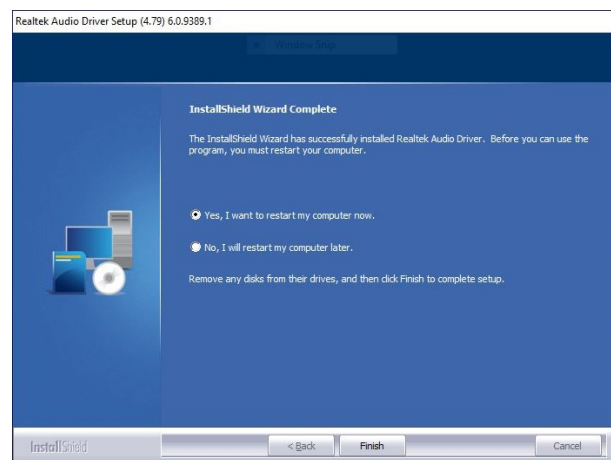 Realtek Audio Driver Setup (4.79) 6.0.9389.1
Window Snip
InstallShield Wizard Complete
The InstallShield Wizard has successfully installed Realtek Audio Driver. Before you can use the
program, you must restart your computer.
Yes, I want to restart my computer now.
No, I will restart my computer later.
Remove any disks from their drives, and then click Finish to complete setup.
InstallShield
< Back
Finish
Cancel